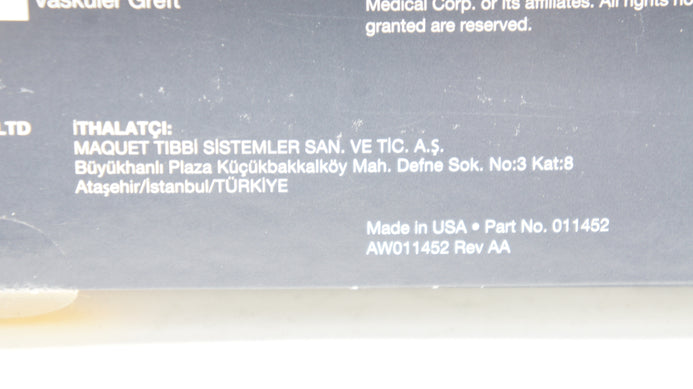 Vasküler Greft
Medical Corp. or its affiliates. All rights no
granted are reserved.
LTD
İTHALATÇI:
MAQUET TIBBİ SİSTEMLER SAN. VE TİC. A.Ş.
Büyükhanlı Plaza Küçükbakkalköy Mah. Defne Sok. No:3 Kat:8
Ataşehir/İstanbul/TÜRKİYE
Made in USA • Part No. 011452
AW011452 Rev AA